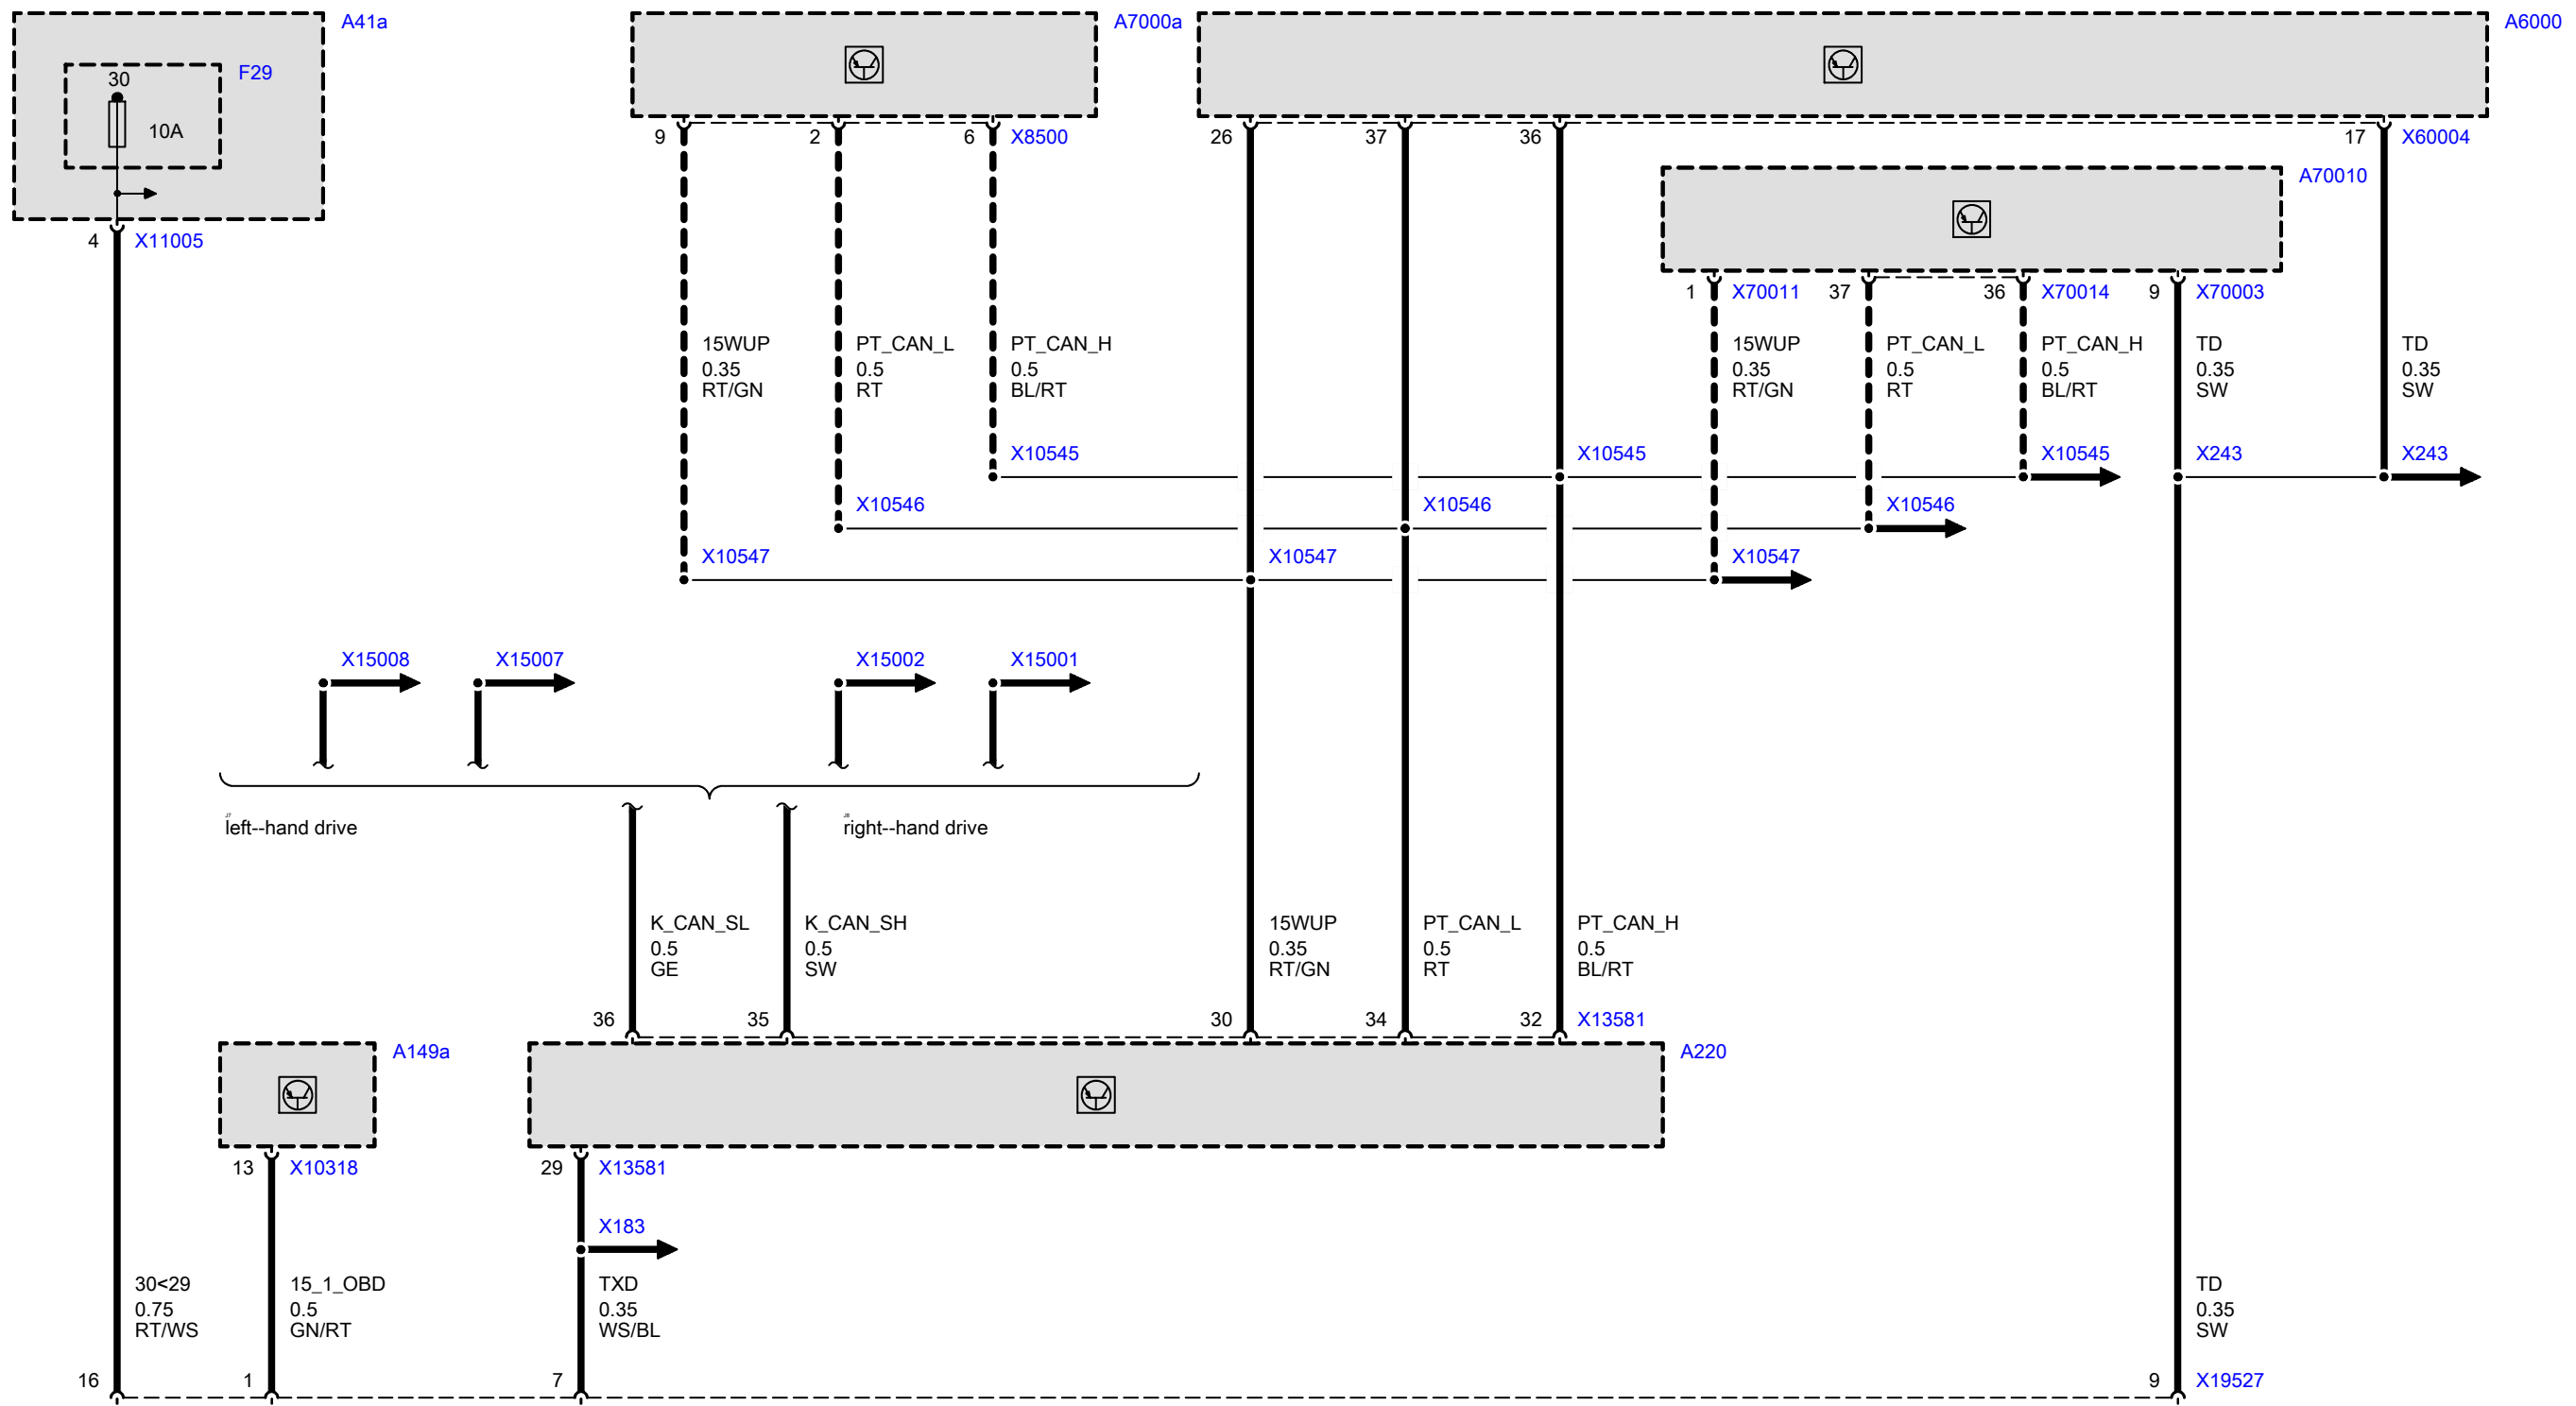 A41a
A7000a
A6000
F29
30
10A
9
2
6
X8500
26
37
36
17
X60004
A70010
4
X11005
1
X70011
37
36
X70014
9
X70003
15WUP
0.35
RT/GN
PT_CAN_L
0.5
RT
PT_CAN_H
0.5
BL/RT
15WUP
0.35
RT/GN
PT_CAN_L
0.5
RT
PT_CAN_H
0.5
BL/RT
TD
0.35
SW
TD
0.35
SW
X10545
X10545
X10545
X243
X243
X10546
X10546
X10546
X10547
X10547
X10547
X15008
X15007
X15002
X15001
left--hand drive
right--hand drive
K_CAN_SL
0.5
GE
K_CAN_SH
0.5
SW
15WUP
0.35
RT/GN
PT_CAN_L
0.5
RT
PT_CAN_H
0.5
BL/RT
36
35
30
34
32
X13581
A149a
A220
13
X10318
29
X13581
X183
30<29
0.75
RT/WS
15_1_OBD
0.5
GN/RT
TXD
0.35
WS/BL
TD
0.35
SW
16
1
7
9
X19527